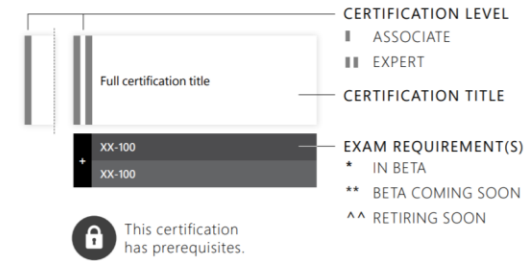 CERTIFICATION LEVEL
ASSOCIATE
EXPERT
Full certification title
CERTIFICATION TITLE
XX-100
+
XX-100
EXAM REQUIREMENT(S)
* IN BETA
** BETA COMING SOON
^^ RETIRING SOON
This certification
has prerequisites.